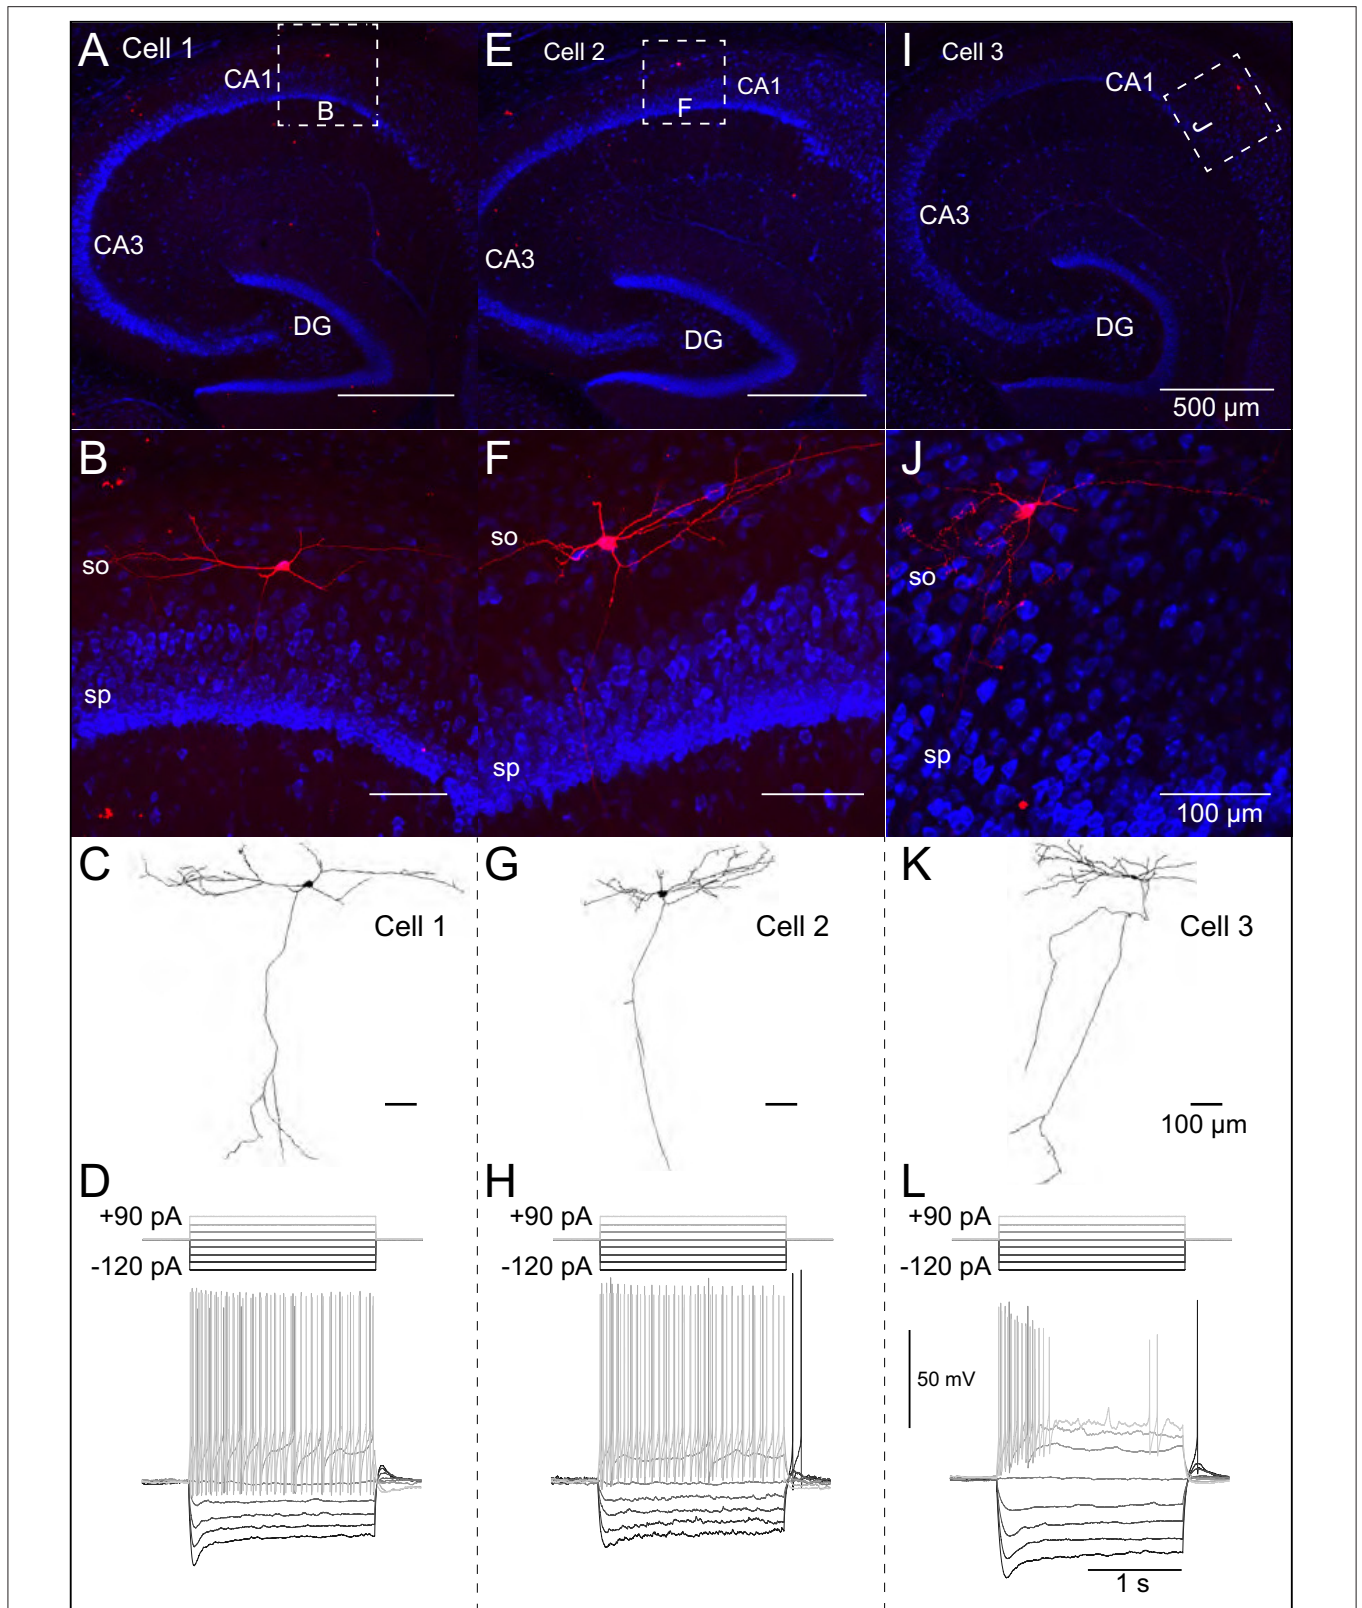 A Cell 1
CA1
B
CA3
DG
E Cell 2
CA1
F
CA3
DG
I Cell 3
CA1
J
CA3
DG
500 µm
B
so
sp
F
so
sp
J
so
sp
100 µm
C
Cell 1
G
Cell 2
K
Cell 3
100 µm
D
+90 pA
-120 pA
H
+90 pA
-120 pA
L
+90 pA
-120 pA
50 mV
1 s